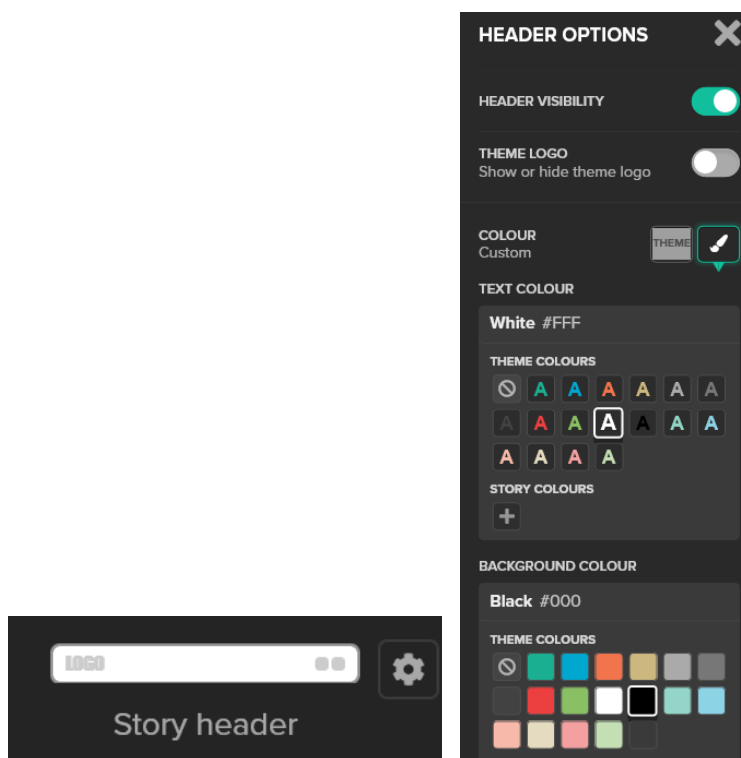 LOGO
Story header
HEADER OPTIONS
HEADER VISIBILITY
THEME LOGO
Show or hide theme logo
COLOUR
Custom
THEME
TEXT COLOUR
White #FFF
THEME COLOURS
A A A A A A
A A A A A A A
A A A A
STORY COLOURS
BACKGROUND COLOUR
Black #000
THEME COLOURS